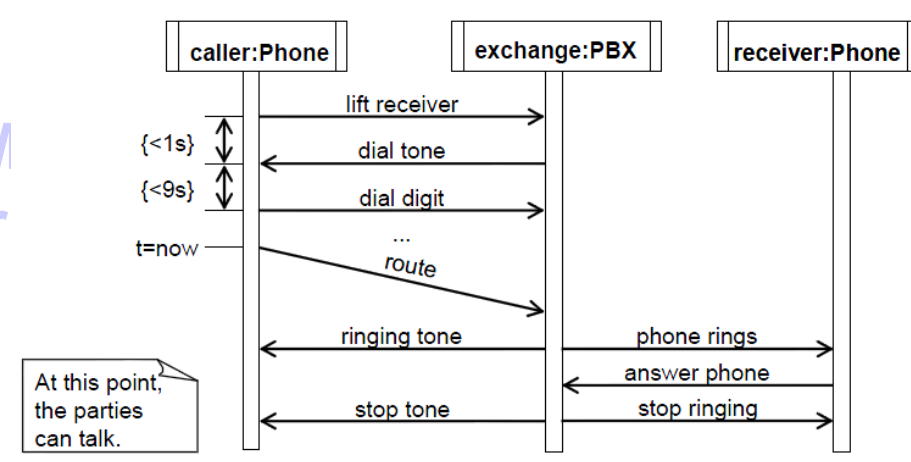 caller:Phone
exchange:PBX
receiver:Phone
lift receiver
{<1s}
dial tone
{<9s}
dial digit
...
t=now
route
ringing tone
phone rings
At this point,
the parties
can talk.
answer phone
stop tone
stop ringing